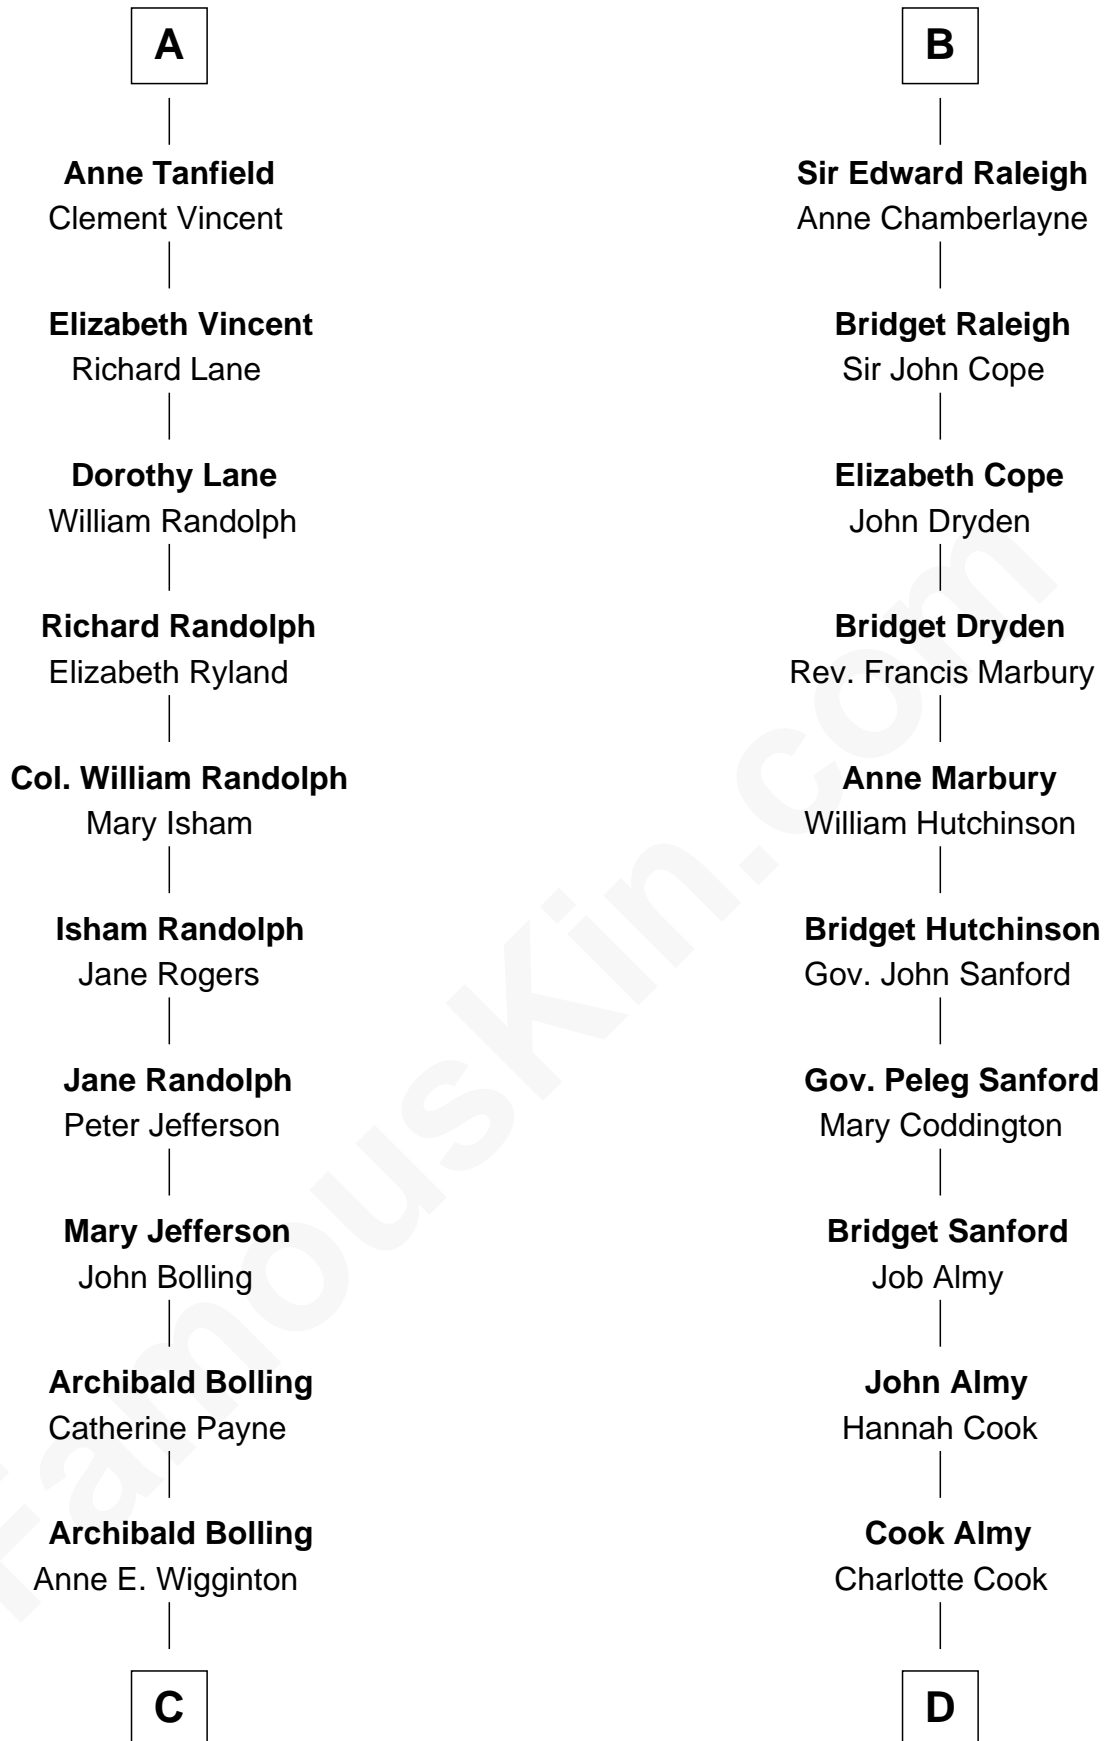 A
Anne Tanfield
Clement Vincent
Elizabeth Vincent
Richard Lane
Dorothy Lane
William Randolph
Richard Randolph
Elizabeth Ryland
Col. William Randolph
Mary Isham
Isham Randolph
Jane Rogers
Jane Randolph
Peter Jefferson
Mary Jefferson
John Bolling
Archibald Bolling
Catherine Payne
Archibald Bolling
Anne E. Wigginton
C
B
Sir Edward Raleigh
Anne Chamberlayne
Bridget Raleigh
Sir John Cope
Elizabeth Cope
John Dryden
Bridget Dryden
Rev. Francis Marbury
Anne Marbury
William Hutchinson
Bridget Hutchinson
Gov. John Sanford
Gov. Peleg Sanford
Mary Coddington
Bridget Sanford
Job Almy
John Almy
Hannah Cook
Cook Almy
Charlotte Cook
D
FamousKin.com